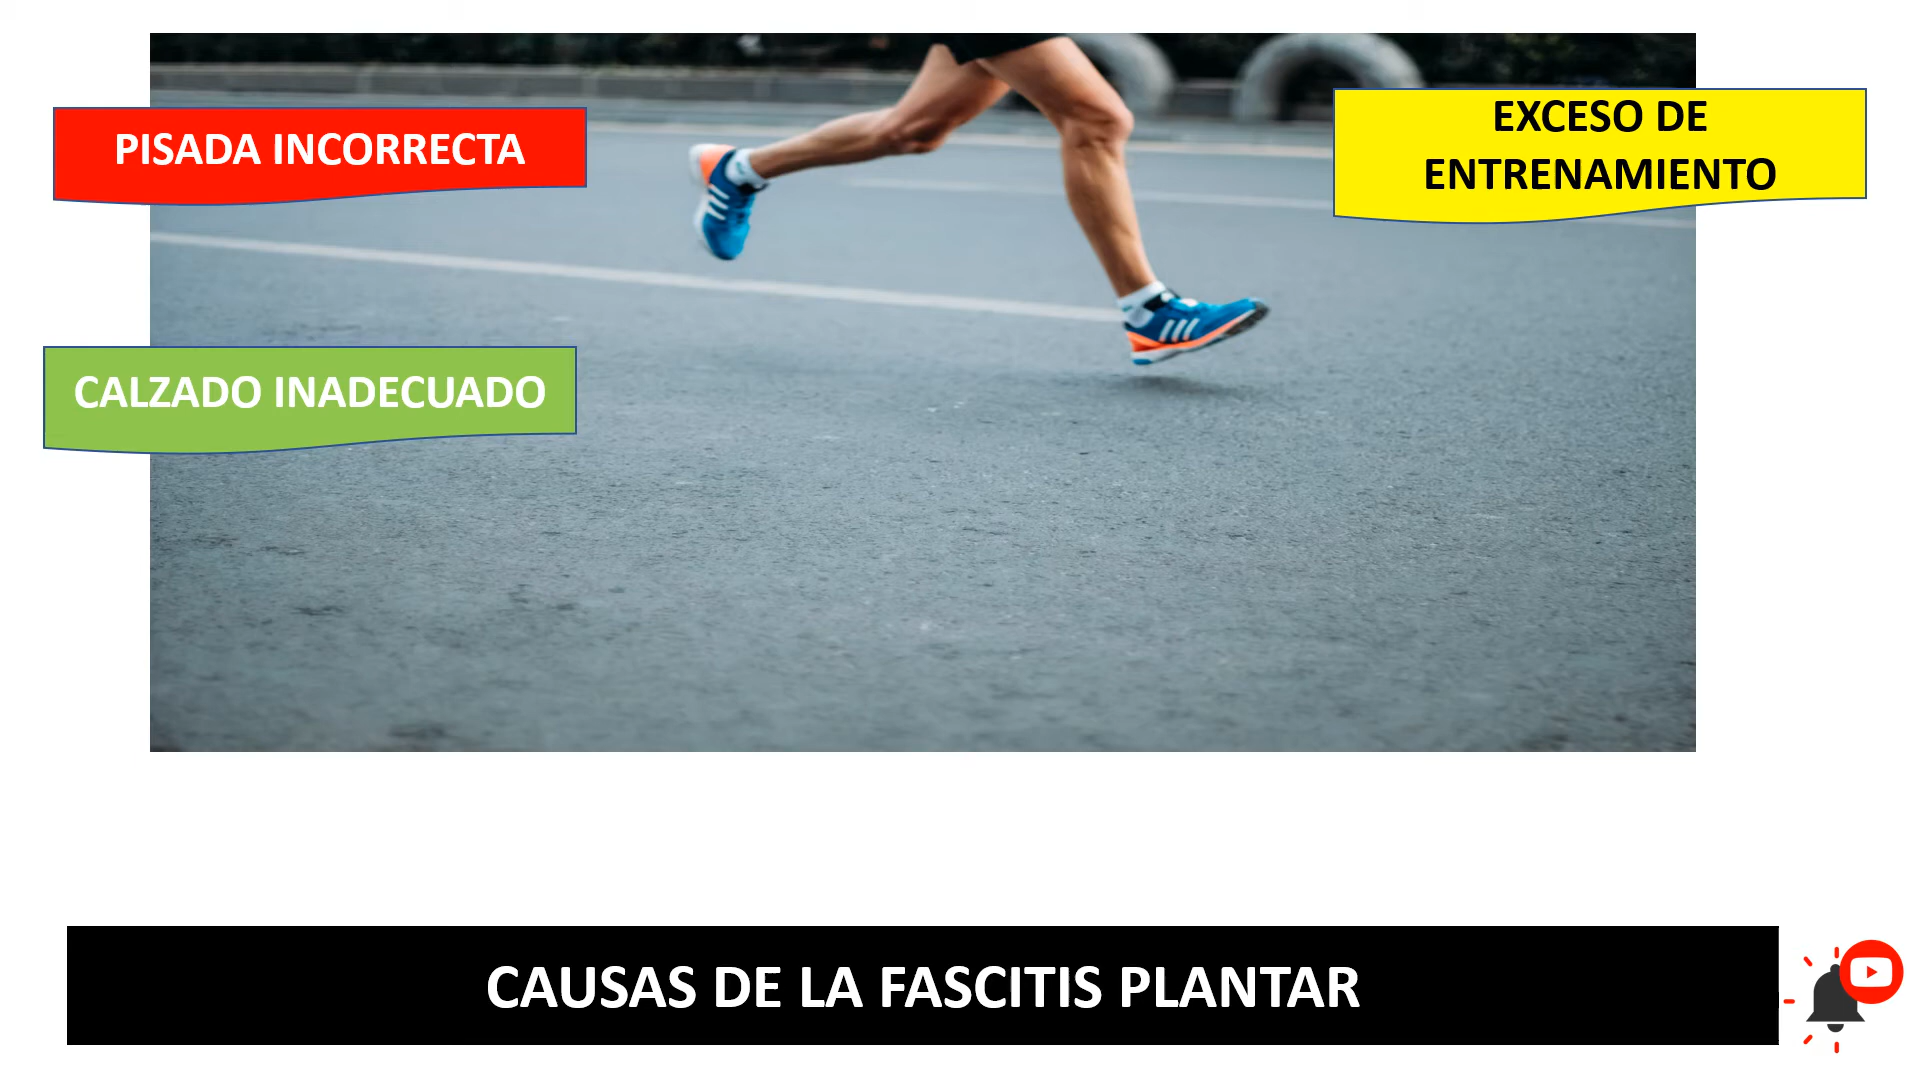 PISADA INCORRECTA
EXCESO DE
ENTRENAMIENTO
CALZADO INADECUADO
CAUSAS DE LA FASCITIS PLANTAR